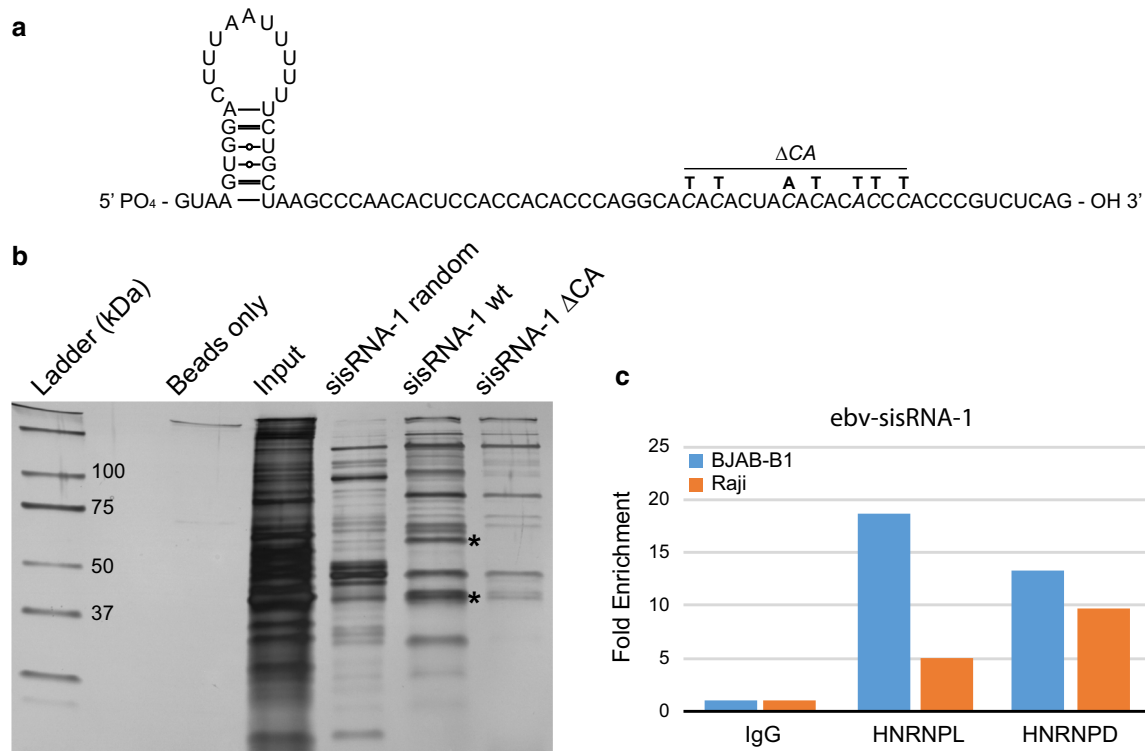 a
A A
U U
U U
U U
C U
A U
G C
G U
U G
G C
ΔCA
T T A T T T T
5' PO4 - GUAA UAAGCCCAACACUCCACCACACCCAGGCACACACUACACACACCCACCCGUCUCAG - OH 3'
b
Ladder (kDa)
Beads only
Input
sisRNA-1 random
sisRNA-1 wt
sisRNA-1 ΔCA
100
75
50
37
*
*
c
ebv-sisRNA-1
BJAB-B1
Raji
Fold Enrichment
25
20
15
10
5
0
IgG HNRNPL HNRNPD